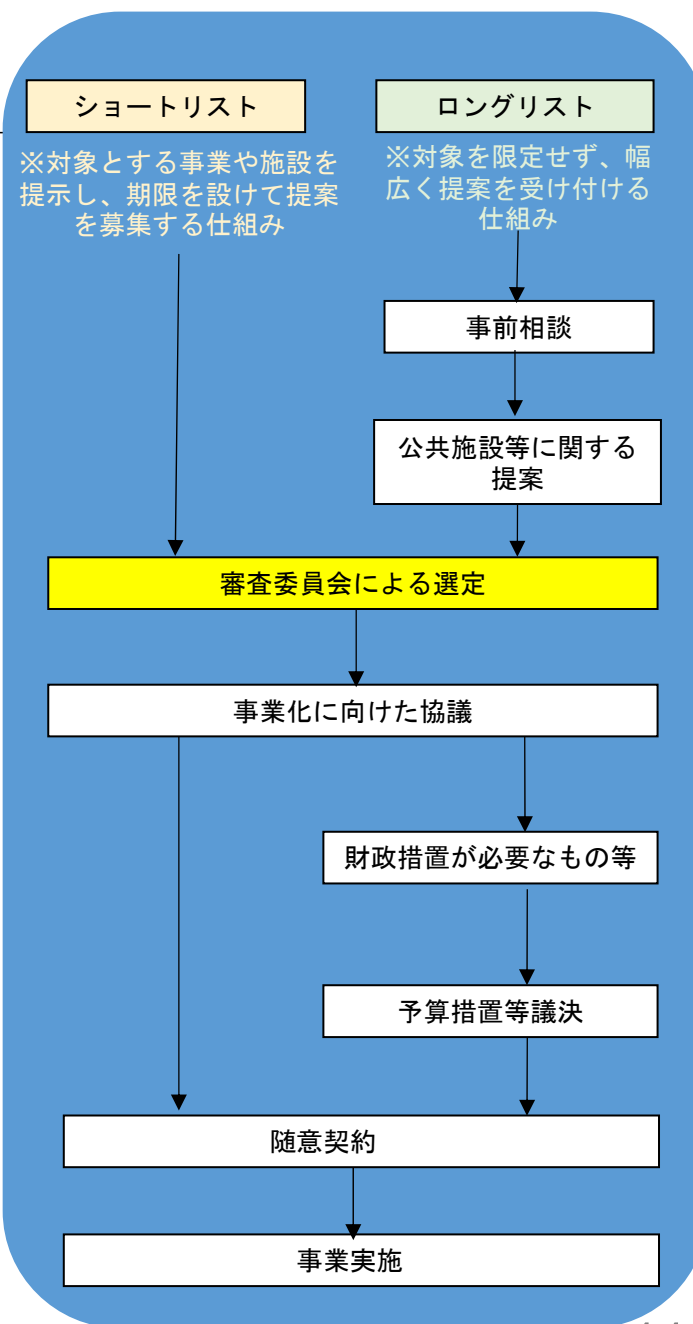 ショートリスト
ロングリスト
※対象とする事業や施設を
提示し、期限を設けて提案
を募集する仕組み
※対象を限定せず、幅
広く提案を受け付ける
仕組み
事前相談
公共施設等に関する
提案
審査委員会による選定
事業化に向けた協議
財政措置が必要なもの等
予算措置等議決
随意契約
事業実施